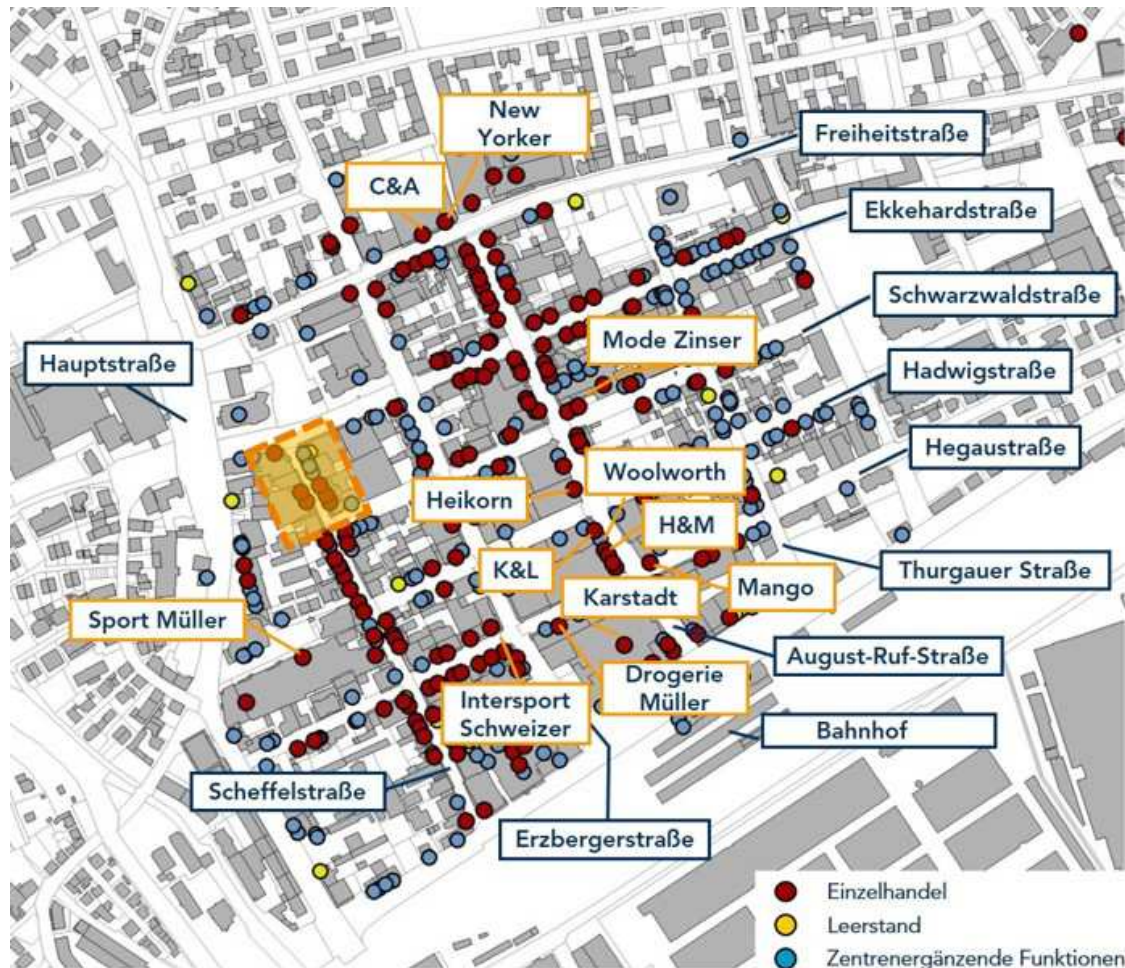 New
Yorker
Freiheitstraße
C&A
Ekkehardstraße
Schwarzwaldstraße
Mode Zinser
Hauptstraße
Hadwigstraße
Hegaustraße
Woolworth
Heikorn
H&M
K&L
Thurgauer Straße
Karstadt
Mango
Sport Müller
August-Ruf-Straße
Drogerie
Müller
Intersport
Schweizer
Bahnhof
Scheffelstraße
Erzbergerstraße
Einzelhandel
Leerstand
Zentrenergänzende Funktionen